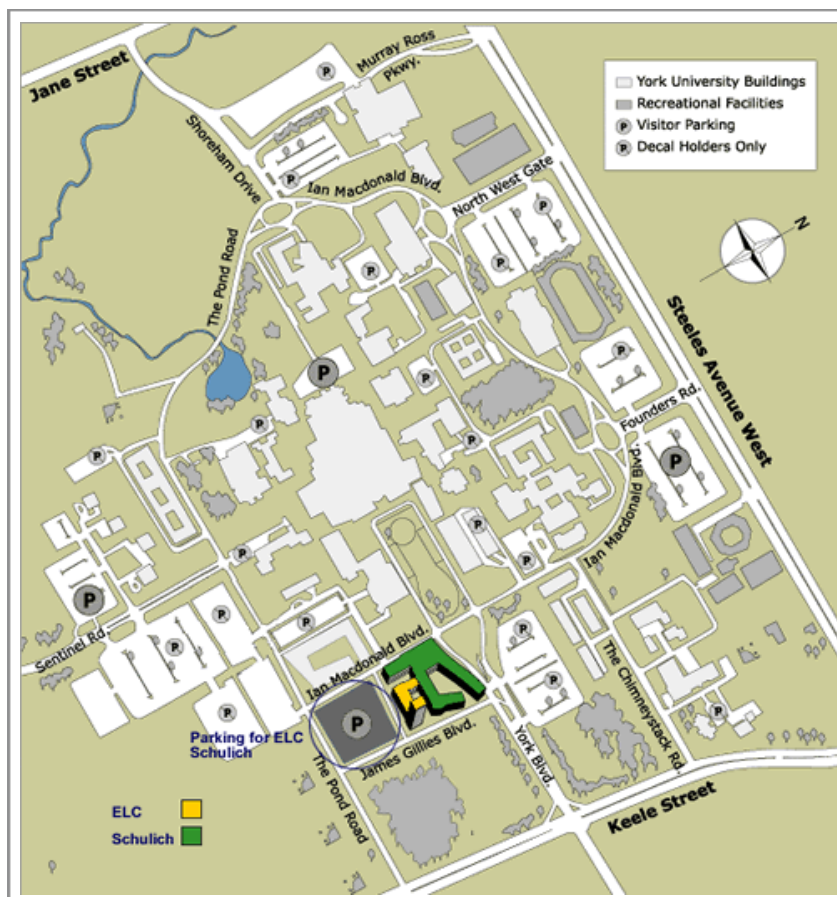 Jane Street
Murray Ross
Pkwy.
York University Buildings
Recreational Facilities
P Visitor Parking
P Decal Holders Only
P
Shoreham Drive
P
Ian Macdonald Blvd.
North West Gate
P
N
The Pond Road
P
P
Steeles Avenue West
P
P
P
Founders Rd.
P
P
P
P
Ian Macdonald Blvd.
P
P
P
P
P
Sentinel Rd.
P
P
P
P
Ian Macdonald Blvd.
The Chimneystack Rd.
P
P
P
Parking for ELC
Schulich
P
James Gillies Blvd.
York Blvd.
The Pond Road
Keele Street
ELC
Schulich